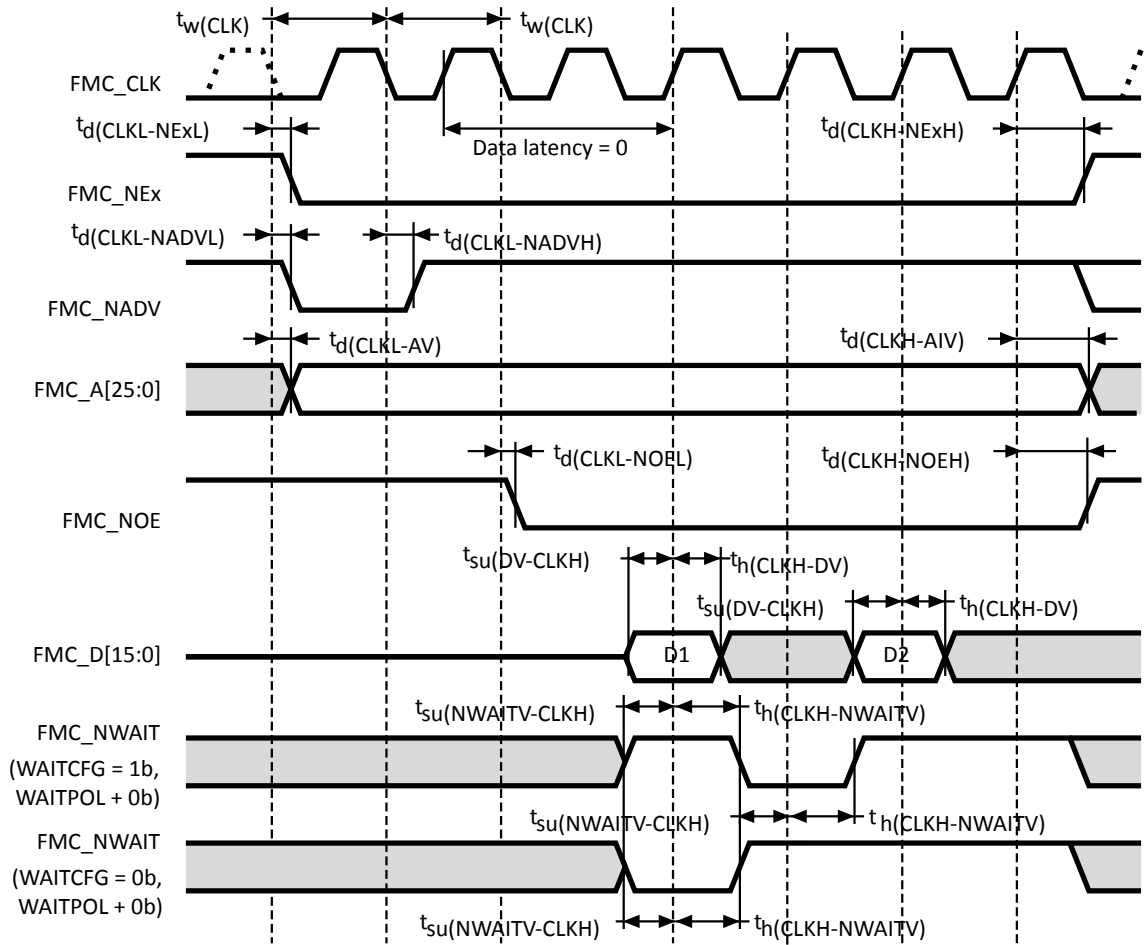 tw(CLK) tw(CLK)
FMC_CLK
td(CLKL-NExL) Data latency = 0 td(CLKH-NExH)
FMC_NEx
td(CLKL-NADVL) td(CLKL-NADVH)
FMC_NADV
td(CLKL-AV) td(CLKH-AIV)
FMC_A[25:0]
td(CLKL-NOEL) td(CLKH-NOEH)
FMC_NOE
tsu(DV-CLKH) th(CLKH-DV)
tsu(DV-CLKH) th(CLKH-DV)
FMC_D[15:0] D1 D2
tsu(NWAITV-CLKH) th(CLKH-NWAITV)
FMC_NWAIT
(WAITCFG = 1b,
WAITPOL + 0b)
tsu(NWAITV-CLKH) th(CLKH-NWAITV)
FMC_NWAIT
(WAITCFG = 0b,
WAITPOL + 0b)
tsu(NWAITV-CLKH) th(CLKH-NWAITV)